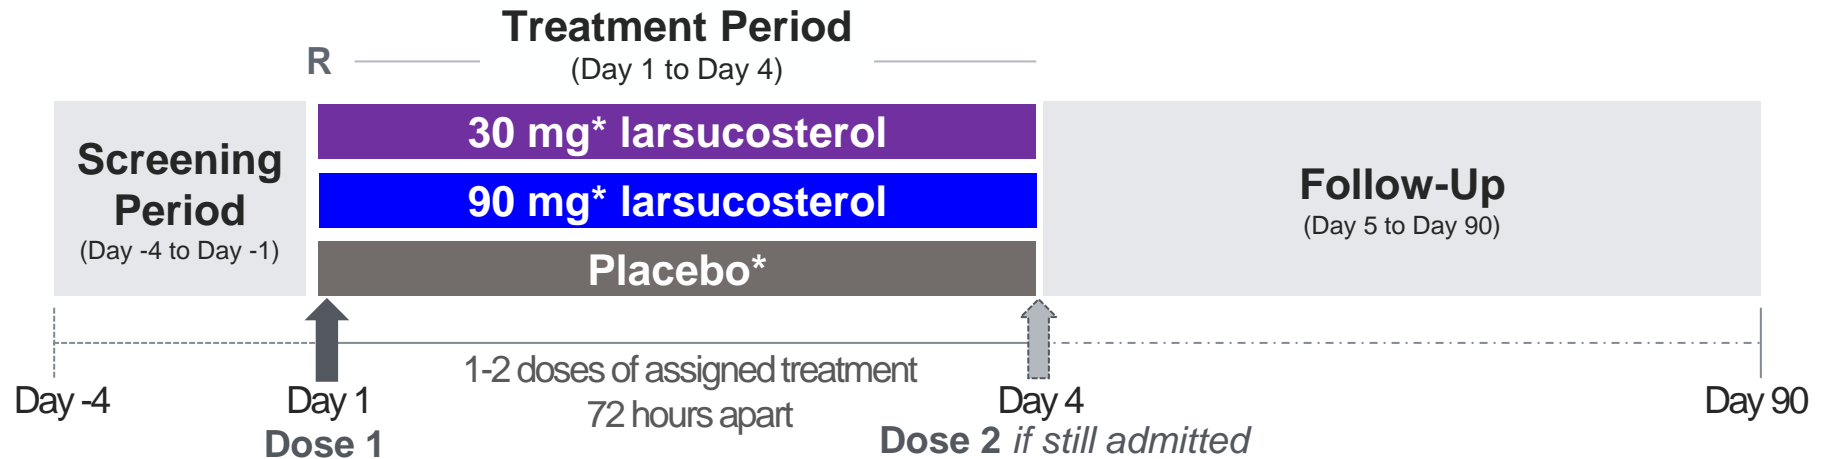 Treatment Period
R
(Day 1 to Day 4)
Screening
Period
(Day -4 to Day -1)
30 mg* larsucosterol
90 mg* larsucosterol
Placebo*
Follow-Up
(Day 5 to Day 90)
1-2 doses of assigned treatment
72 hours apart
Day -4
Day 1
Dose 1
Day 4
Dose 2 if still admitted
Day 90